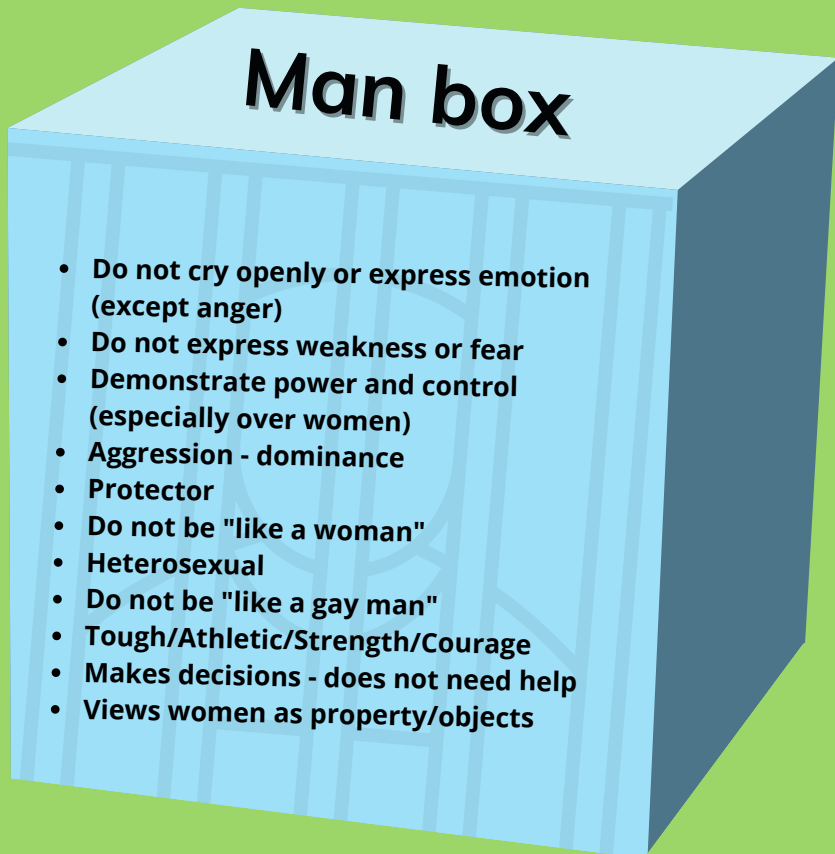 Man box
• Do not cry openly or express emotion
(except anger)
• Do not express weakness or fear
• Demonstrate power and control
(especially over women)
• Aggression - dominance
• Protector
• Do not be "like a woman"
• Heterosexual
• Do not be "like a gay man"
• Tough/Athletic/Strength/Courage
• Makes decisions - does not need help
• Views women as property/objects